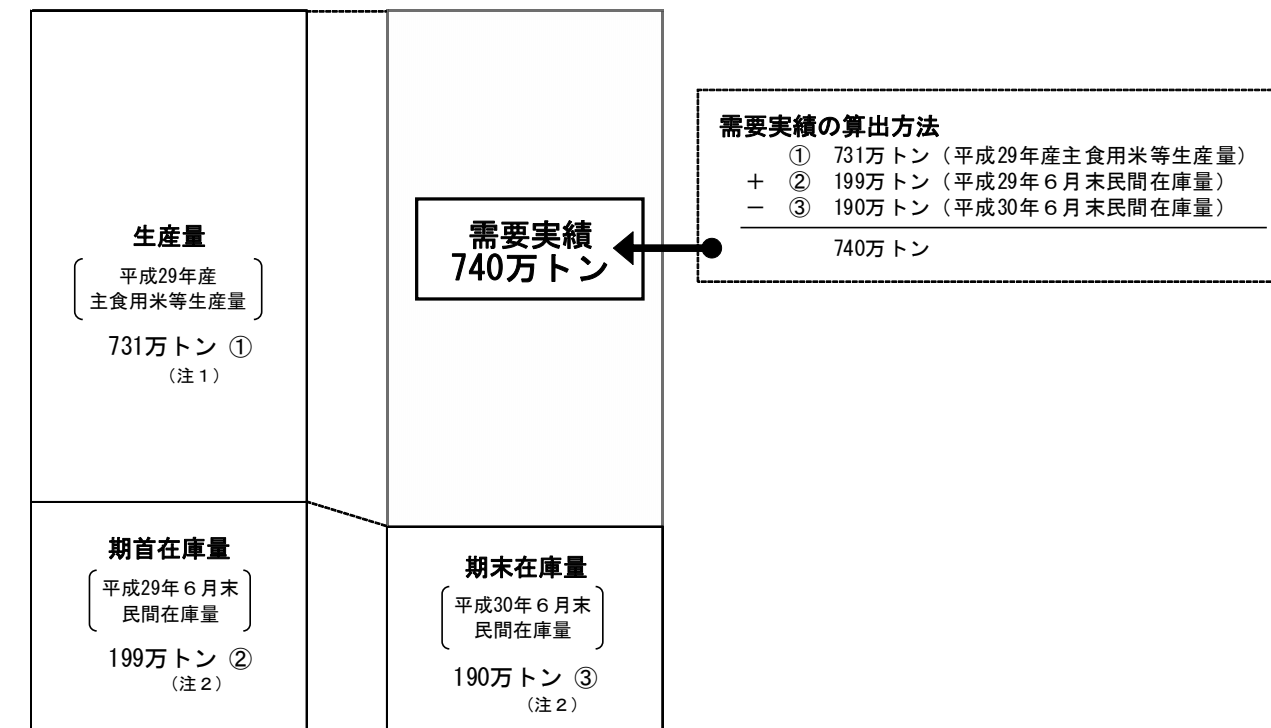 生産量
平成29年産
主食用米等生産量
731万トン ①
(注1)
期首在庫量
平成29年6月末
民間在庫量
199万トン ②
(注2)
需要実績
740万トン
期末在庫量
平成30年6月末
民間在庫量
190万トン ③
(注2)
需要実績の算出方法
① 731万トン(平成29年産主食用米等生産量)
+ ② 199万トン(平成29年6月末民間在庫量)
− ③ 190万トン(平成30年6月末民間在庫量)
740万トン